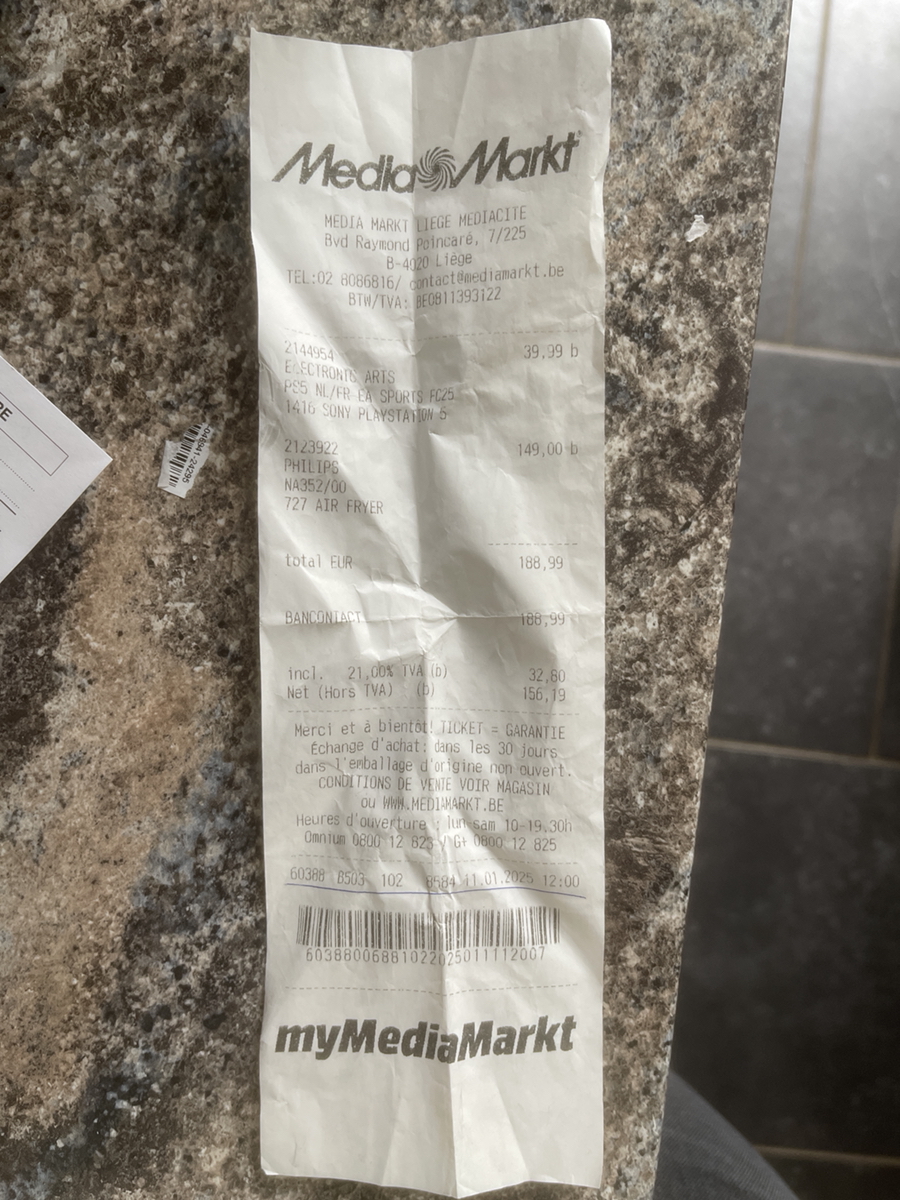 Media Markt
MEDIA MARKT LIEGE MEDIACITE
Bvd Raymond Poincaré, 7/225
B-4020 Liège
TEL:02 8086816/ contact@mediamarkt.be
BTW/TVA: BE0811393122
2144954 39,99 b
ELECTRONIC ARTS
PS5 NL/FR EA SPORTS FC25
1416 SONY PLAYSTATION 5
2123922 149,00 b
PHILIPS
NA352/00
727 AIR FRYER
total EUR 188,99
BANCONTACT 188,99
incl. 21,00% TVA (b) 32,80
Net (Hors TVA) (b) 156,19
Merci et à bientôt! TICKET = GARANTIE
Échange d'achat: dans les 30 jours
dans l'emballage d'origine non ouvert.
CONDITIONS DE VENTE VOIR MAGASIN
ou WWW.MEDIAMARKT.BE
Heures d'ouverture : lun sam 10-19.30h
Omnium 0800 12 823 / G+ 0800 12 825
60388 8503 102 8584 11.01.2025 12:00
myMediaMarkt
RE